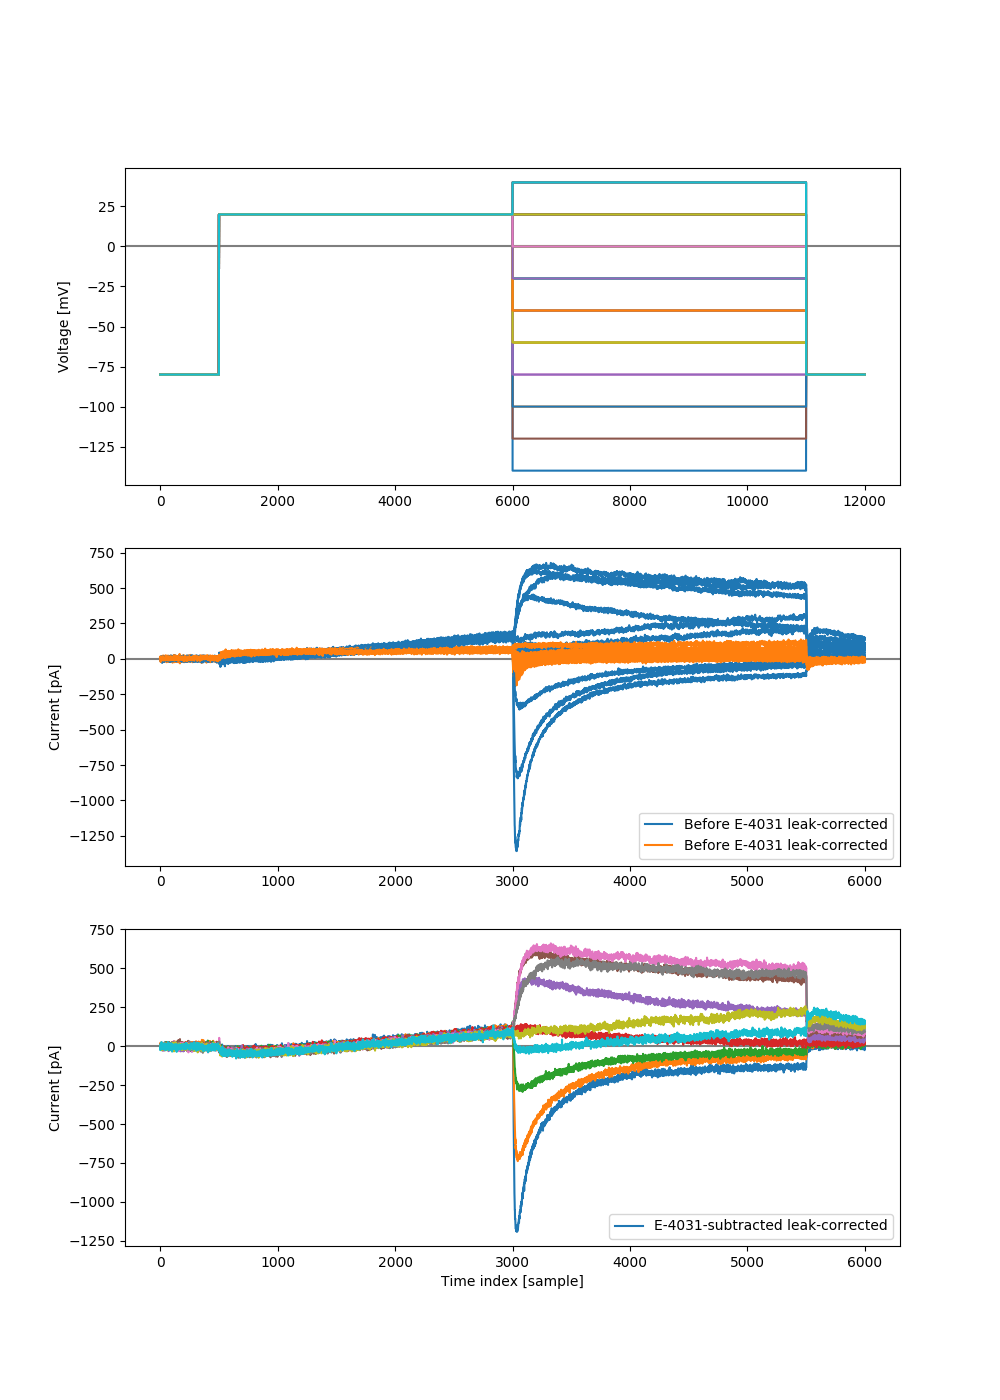 25
0
−25
−50
−75
−100
−125
Voltage [mV]
0 2000 4000 6000 8000 10000 12000
750
500
250
0
−250
−500
−750
−1000
−1250
Current [pA]
Before E-4031 leak-corrected
Before E-4031 leak-corrected
0 1000 2000 3000 4000 5000 6000
750
500
250
0
−250
−500
−750
−1000
−1250
Current [pA]
E-4031-subtracted leak-corrected
0 1000 2000 3000 4000 5000 6000
Time index [sample]